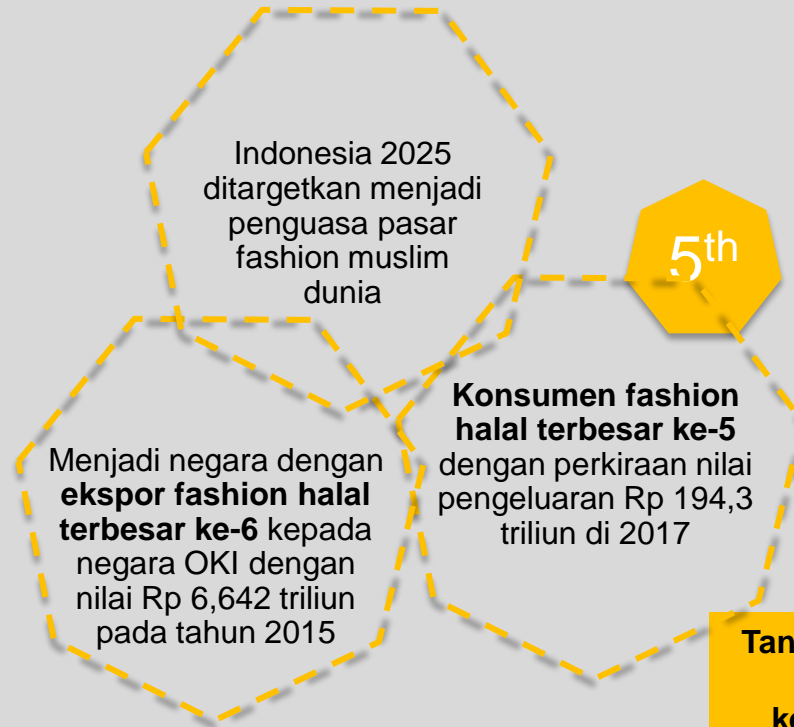 Indonesia 2025
ditargetkan menjadi
penguasa pasar
fashion muslim
dunia
5th
Konsumen fashion
halal terbesar ke-5
dengan perkiraan nilai
pengeluaran Rp 194,3
triliun di 2017
Menjadi negara dengan
ekspor fashion halal
terbesar ke-6 kepada
negara OKI dengan
nilai Rp 6,642 triliun
pada tahun 2015